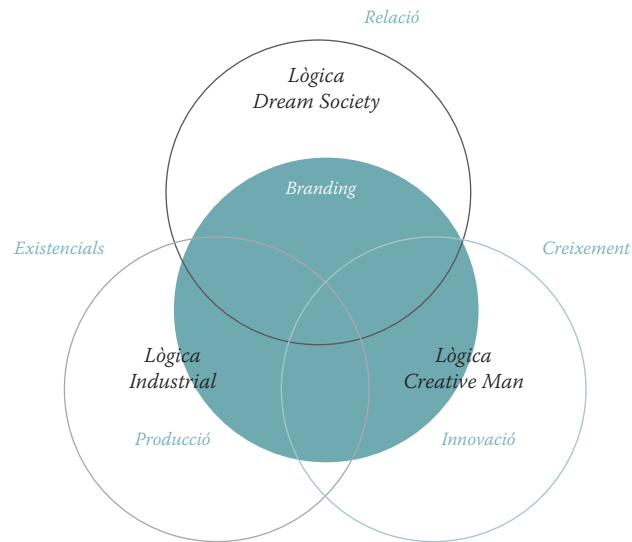 Relació
Lògica
Dream Society
Branding
Existencials
Creixement
Lògica
Industrial
Lògica
Creative Man
Producció
Innovació